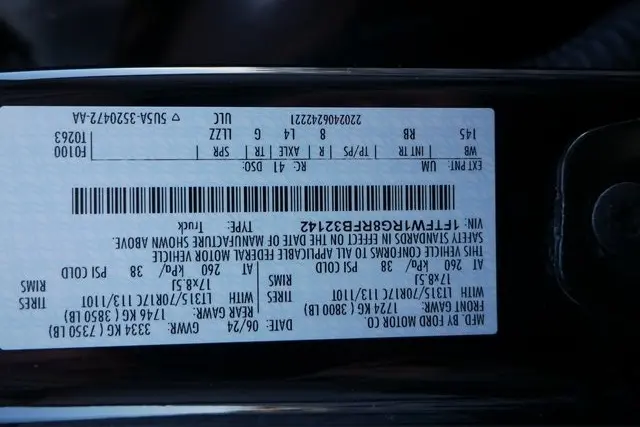 MFD. BY FORD MOTOR CO.
DATE: 06/24 GVWR: 3334 KG ( 7350 LB)
FRONT GAWR: 1724 KG ( 3800 LB) REAR GAWR: 1746 KG ( 3850 LB)
WITH LT315/70R17C 113/110T TIRES WITH LT315/70R17C 113/110T TIRES
17x8.5J RIMS 17x8.5J RIMS
AT 260 kPa/ 38 PSI COLD AT 260 kPa/ 38 PSI COLD
THIS VEHICLE CONFORMS TO ALL APPLICABLE FEDERAL MOTOR VEHICLE
SAFETY STANDARDS IN EFFECT ON THE DATE OF MANUFACTURE SHOWN ABOVE.
VIN: 1FTFW1RG8RFB32142 TYPE: Truck
EXT PNT: UM RC: 41 DSO: F0100
WB INT TR TP/PS R AXLE TR SPR T0263
145 RB 8 L4 G LLZZ
2202406242221 ULC ▽ 5U5A-3520472-AA